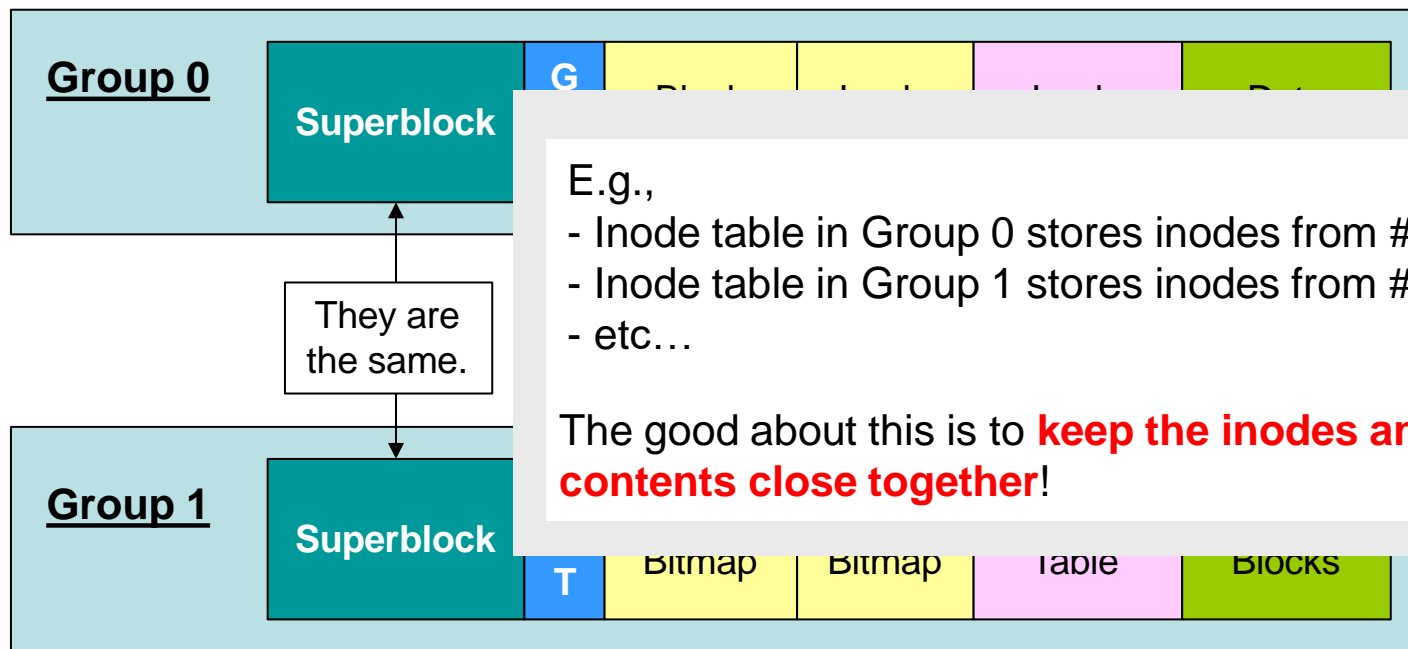 Group 0
Superblock
G
E.g.,
- Inode table in Group 0 stores inodes from #
- Inode table in Group 1 stores inodes from #
- etc…
They are
the same.
The good about this is to keep the inodes
contents close together!
Group 1
Superblock
T
Bitmap
Bitmap
Table
Blocks